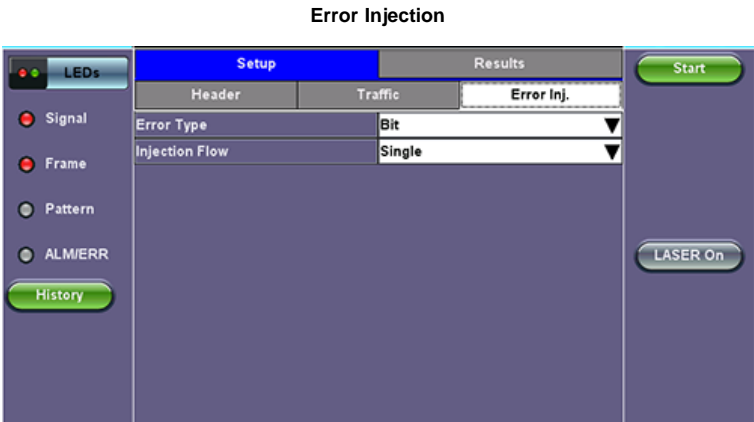 Error Injection
LEDs
Setup
Results
Start
Header
Traffic
Error Inj.
Signal
Error Type
Bit
Injection Flow
Single
Frame
Pattern
ALM/ERR
LASER On
History